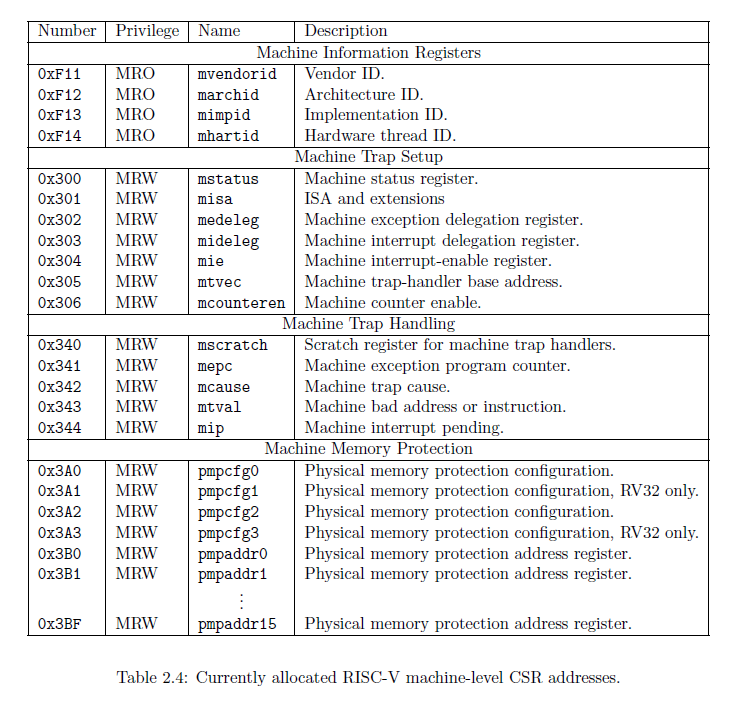 Number Privilege Name Description
Machine Information Registers
0xF11 MRO mvendorid Vendor ID.
0xF12 MRO marchid Architecture ID.
0xF13 MRO mimpid Implementation ID.
0xF14 MRO mhartid Hardware thread ID.
Machine Trap Setup
0x300 MRW mstatus Machine status register.
0x301 MRW misa ISA and extensions
0x302 MRW medeleg Machine exception delegation register.
0x303 MRW mideleg Machine interrupt delegation register.
0x304 MRW mie Machine interrupt-enable register.
0x305 MRW mtvec Machine trap-handler base address.
0x306 MRW mcounteren Machine counter enable.
Machine Trap Handling
0x340 MRW mscratch Scratch register for machine trap handlers.
0x341 MRW mepc Machine exception program counter.
0x342 MRW mcause Machine trap cause.
0x343 MRW mtval Machine bad address or instruction.
0x344 MRW mip Machine interrupt pending.
Machine Memory Protection
0x3A0 MRW pmpcfg0 Physical memory protection configuration.
0x3A1 MRW pmpcfg1 Physical memory protection configuration, RV32 only.
0x3A2 MRW pmpcfg2 Physical memory protection configuration.
0x3A3 MRW pmpcfg3 Physical memory protection configuration, RV32 only.
0x3B0 MRW pmpaddr0 Physical memory protection address register.
0x3B1 MRW pmpaddr1 Physical memory protection address register.
⋮
0x3BF MRW pmpaddr15 Physical memory protection address register.
Table 2.4: Currently allocated RISC-V machine-level CSR addresses.